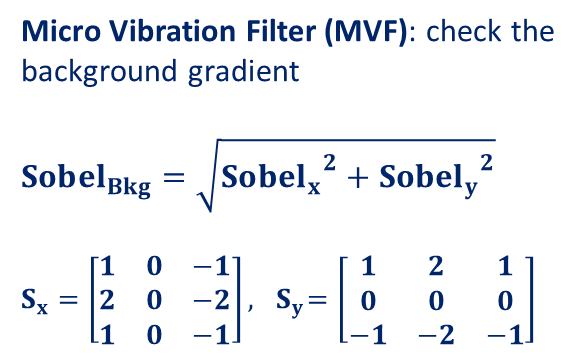 Micro Vibration Filter (MVF): check the
background gradient
Sobel_Bkg = √(Sobel_x² + Sobel_y²)
S_x = [1 0 −1; 2 0 −2; 1 0 −1], S_y = [1 2 1; 0 0 0; −1 −2 −1]